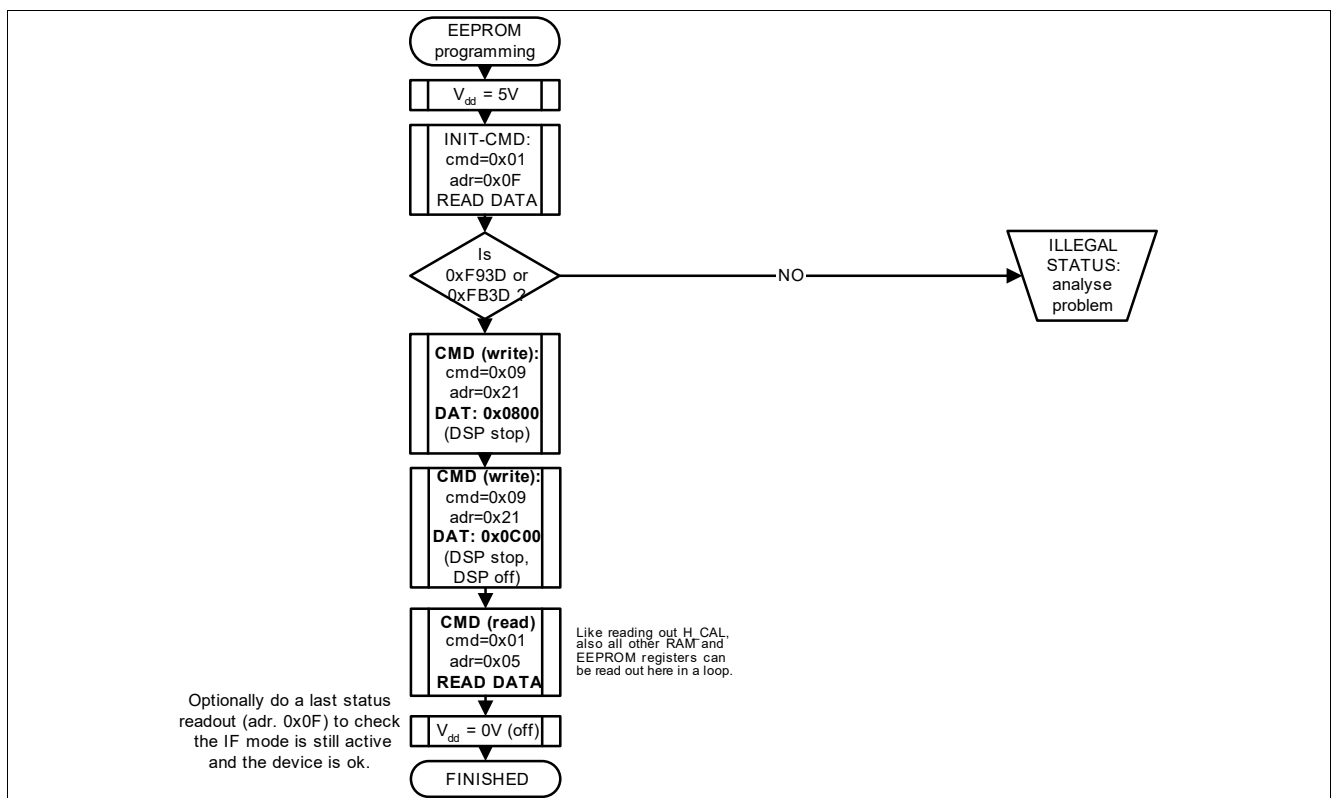 EEPROM
programming
Vdd = 5V
INIT-CMD:
cmd=0x01
adr=0x0F
READ DATA
Is
0xF93D or
0xFB3D ?
NO
ILLEGAL
STATUS:
analyse
problem
CMD (write):
cmd=0x09
adr=0x21
DAT: 0x0800
(DSP stop)
CMD (write):
cmd=0x09
adr=0x21
DAT: 0x0C00
(DSP stop,
DSP off)
CMD (read)
cmd=0x01
adr=0x05
READ DATA
Like reading out H_CAL,
also all other RAM and
EEPROM registers can
be read out here in a loop.
Optionally do a last status
readout (adr. 0x0F) to check
the IF mode is still active
and the device is ok.
Vdd = 0V (off)
FINISHED